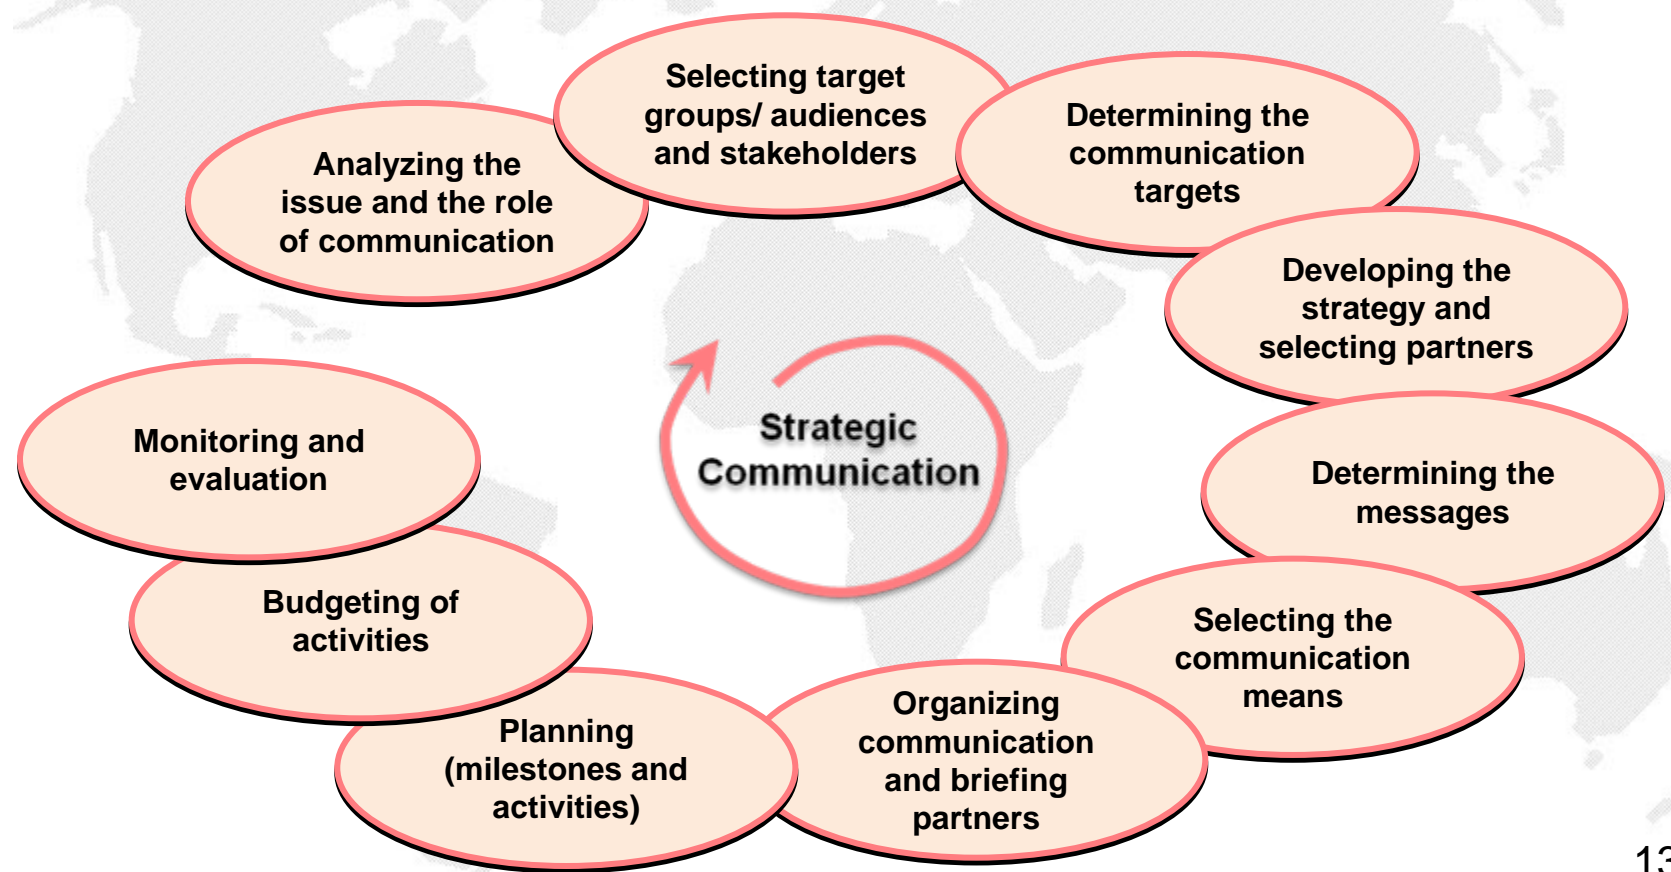 Selecting target
groups/ audiences
and stakeholders
Determining the
communication
targets
Analyzing the
issue and the role
of communication
Developing the
strategy and
selecting partners
Strategic
Communication
Monitoring and
evaluation
Determining the
messages
Budgeting of
activities
Selecting the
communication
means
Organizing
communication
and briefing
partners
Planning
(milestones and
activities)
13